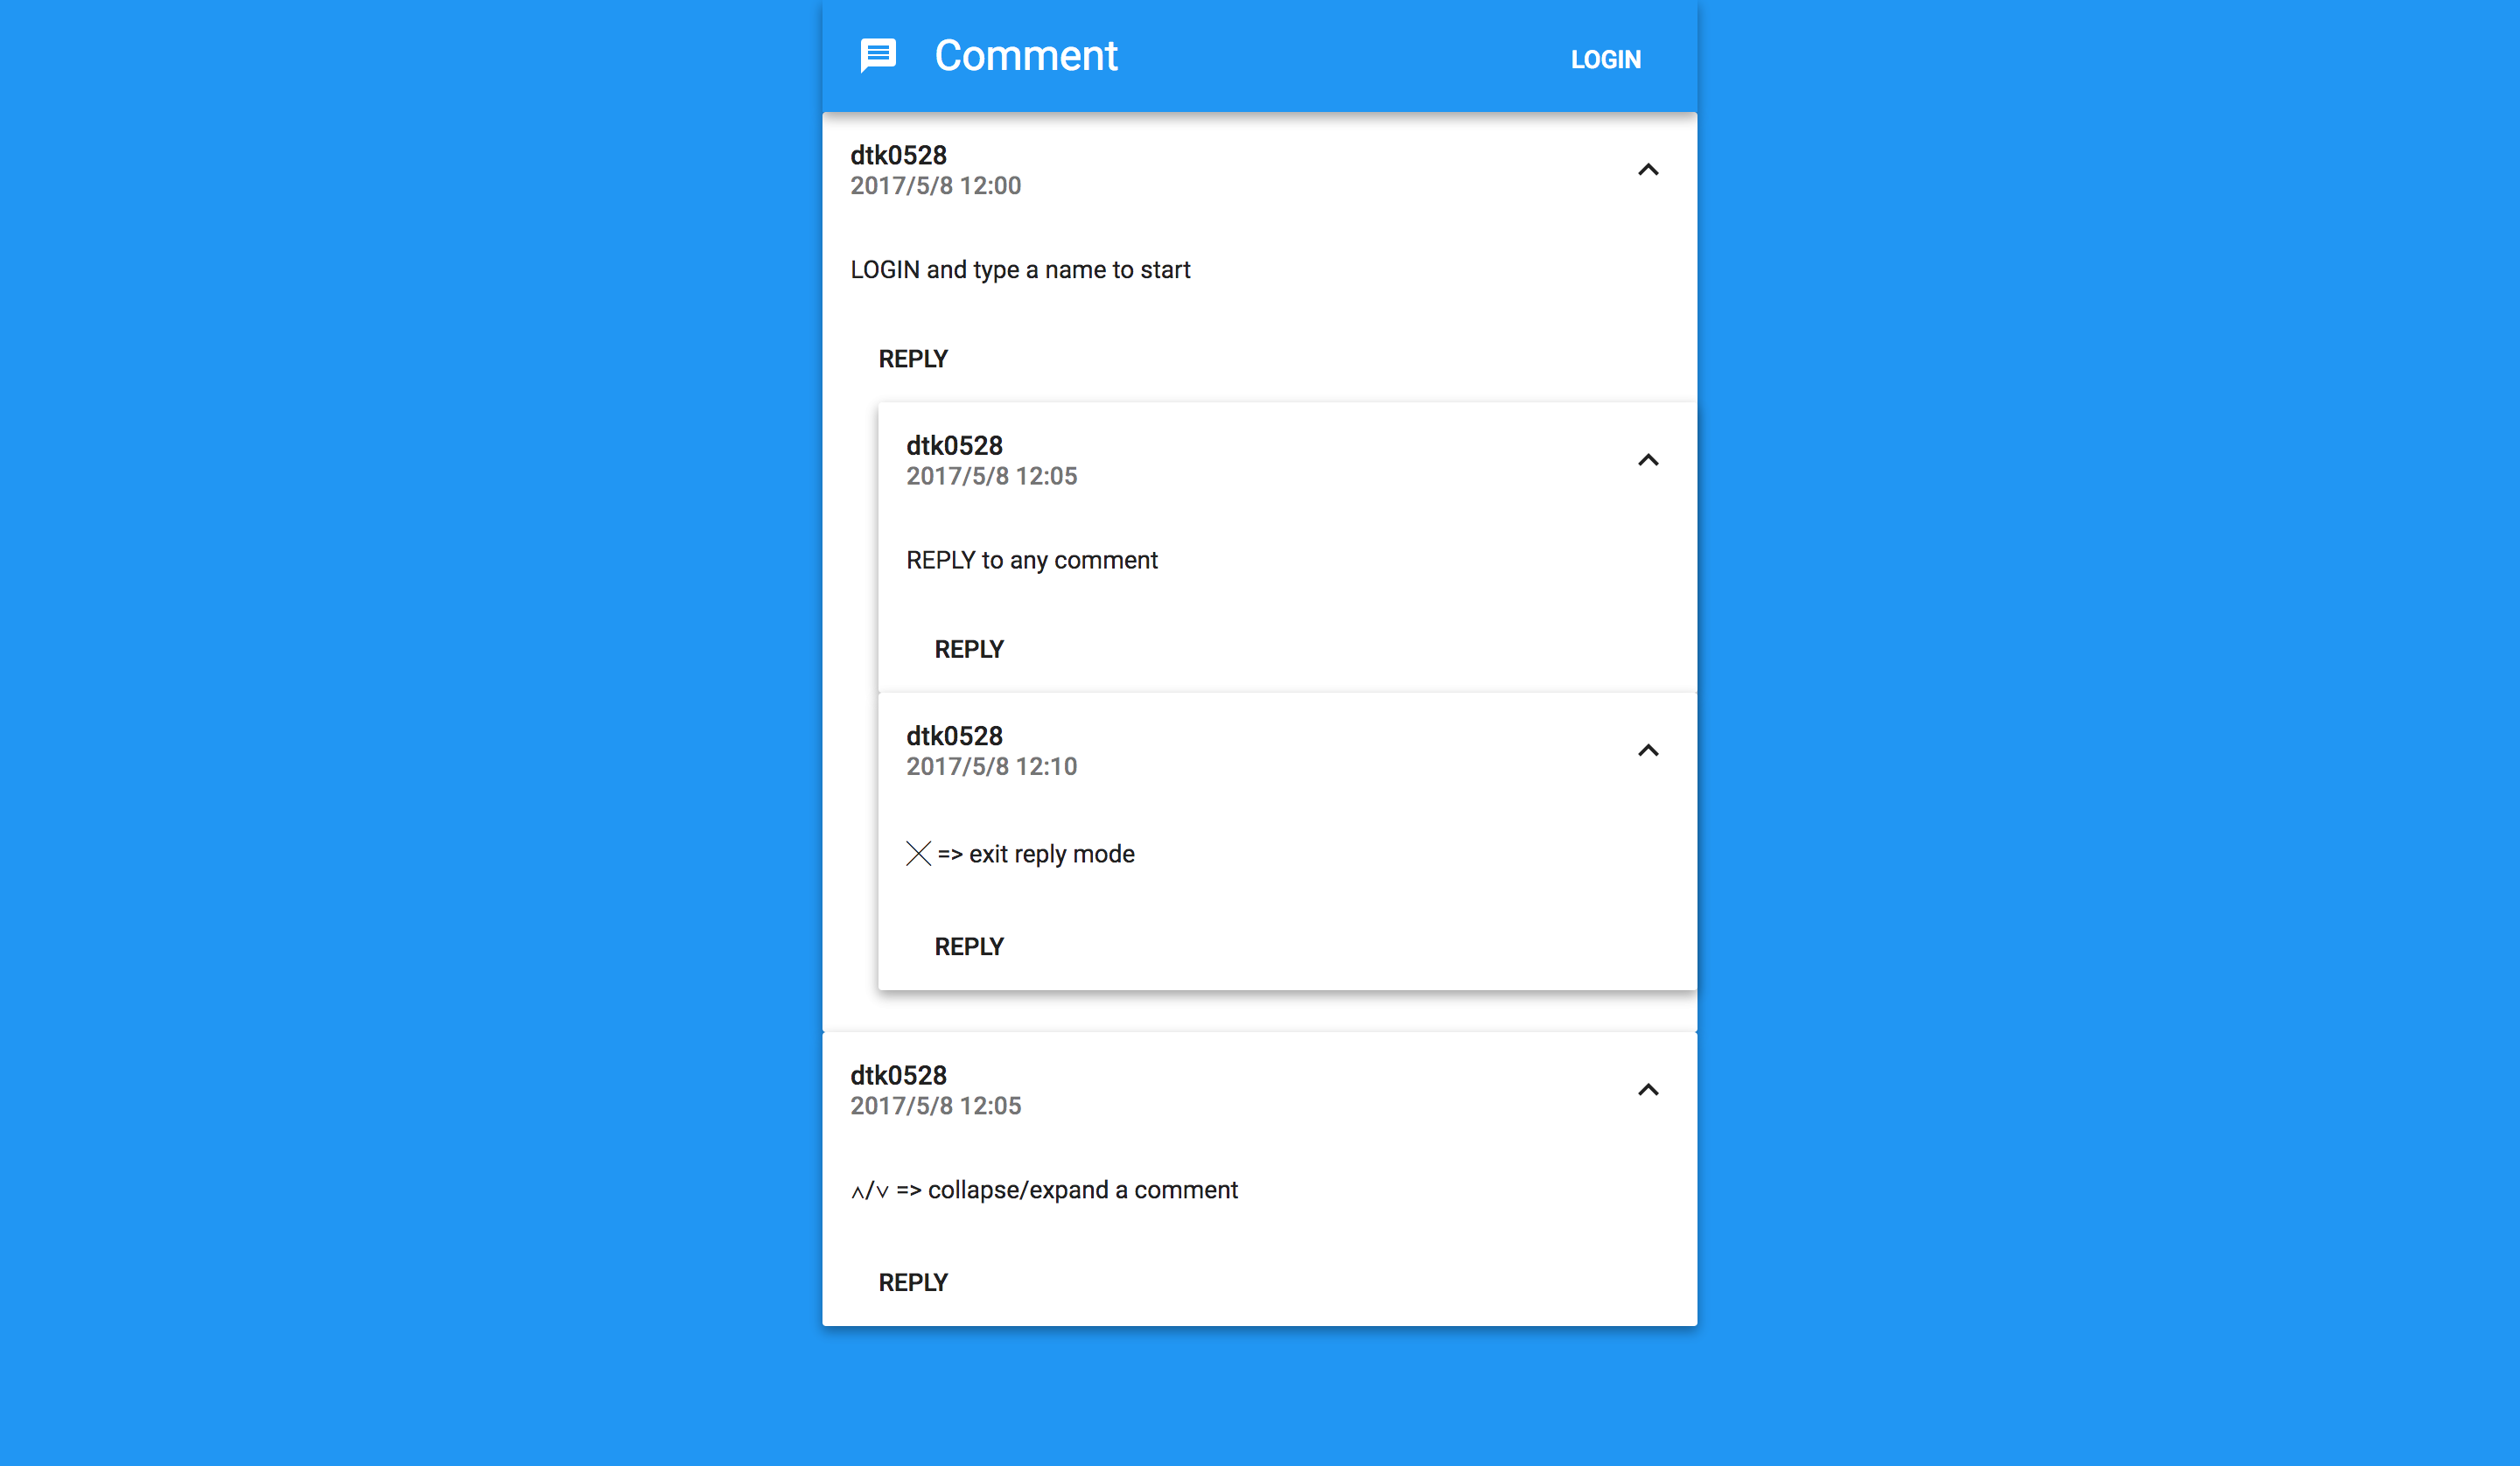 Comment
LOGIN
dtk0528
2017/5/8 12:00
LOGIN and type a name to start
REPLY
dtk0528
2017/5/8 12:05
REPLY to any comment
REPLY
dtk0528
2017/5/8 12:10
╳ => exit reply mode
REPLY
dtk0528
2017/5/8 12:05
∧/∨ => collapse/expand a comment
REPLY